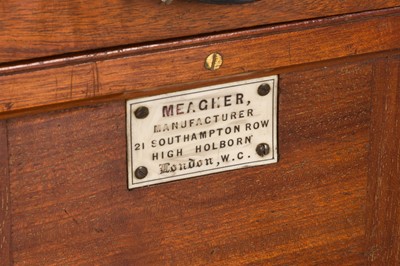 MEAGHER,
MANUFACTURER
21 SOUTHAMPTON ROW
HIGH HOLBORN
London, W.C.